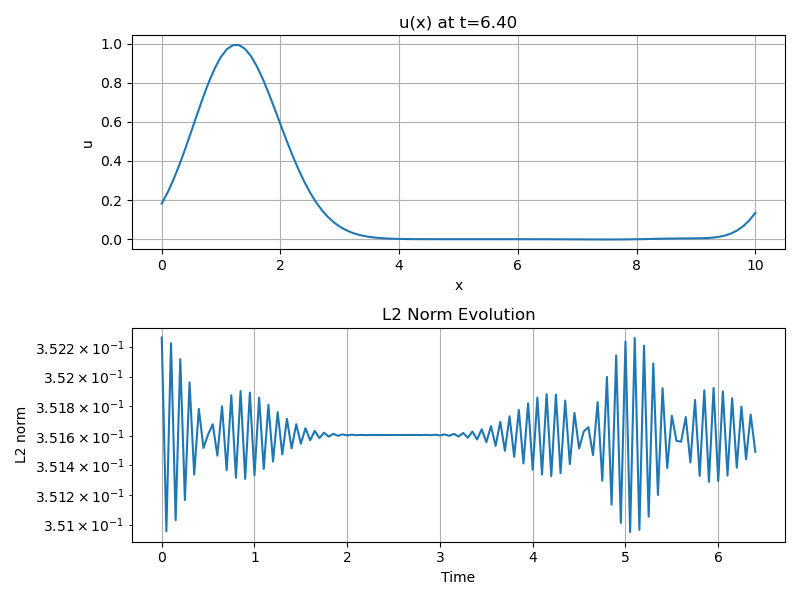 u(x) at t=6.40
1.0
0.8
0.6
0.4
0.2
0.0
u
0 2 4 6 8 10
x
L2 Norm Evolution
3.522 × 10⁻¹
3.52 × 10⁻¹
3.518 × 10⁻¹
3.516 × 10⁻¹
3.514 × 10⁻¹
3.512 × 10⁻¹
3.51 × 10⁻¹
L2 norm
0 1 2 3 4 5 6
Time